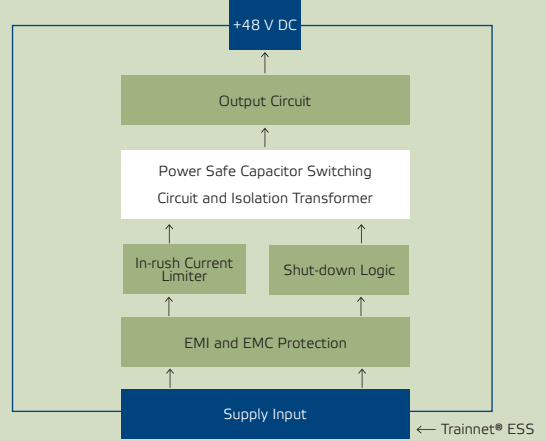 +48 V DC
Output Circuit
Power Safe Capacitor Switching
Circuit and Isolation Transformer
In-rush Current
Limiter
Shut-down Logic
EMI and EMC Protection
Supply Input
Trainnet® ESS